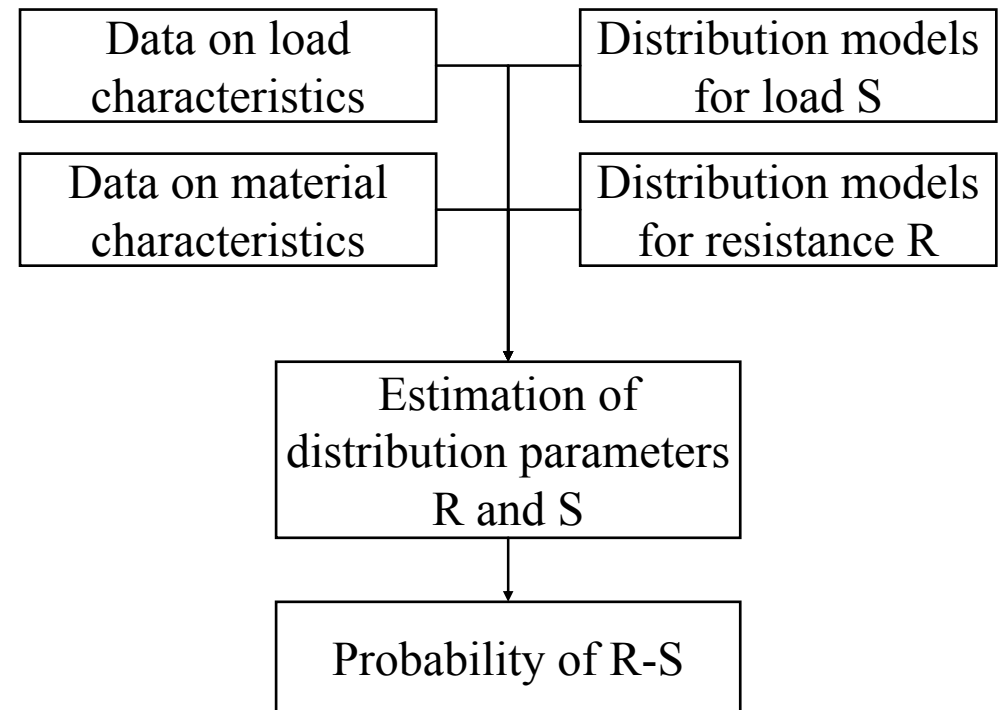 Data on load
characteristics
Distribution models
for load S
Data on material
characteristics
Distribution models
for resistance R
Estimation of
distribution parameters
R and S
Probability of R-S